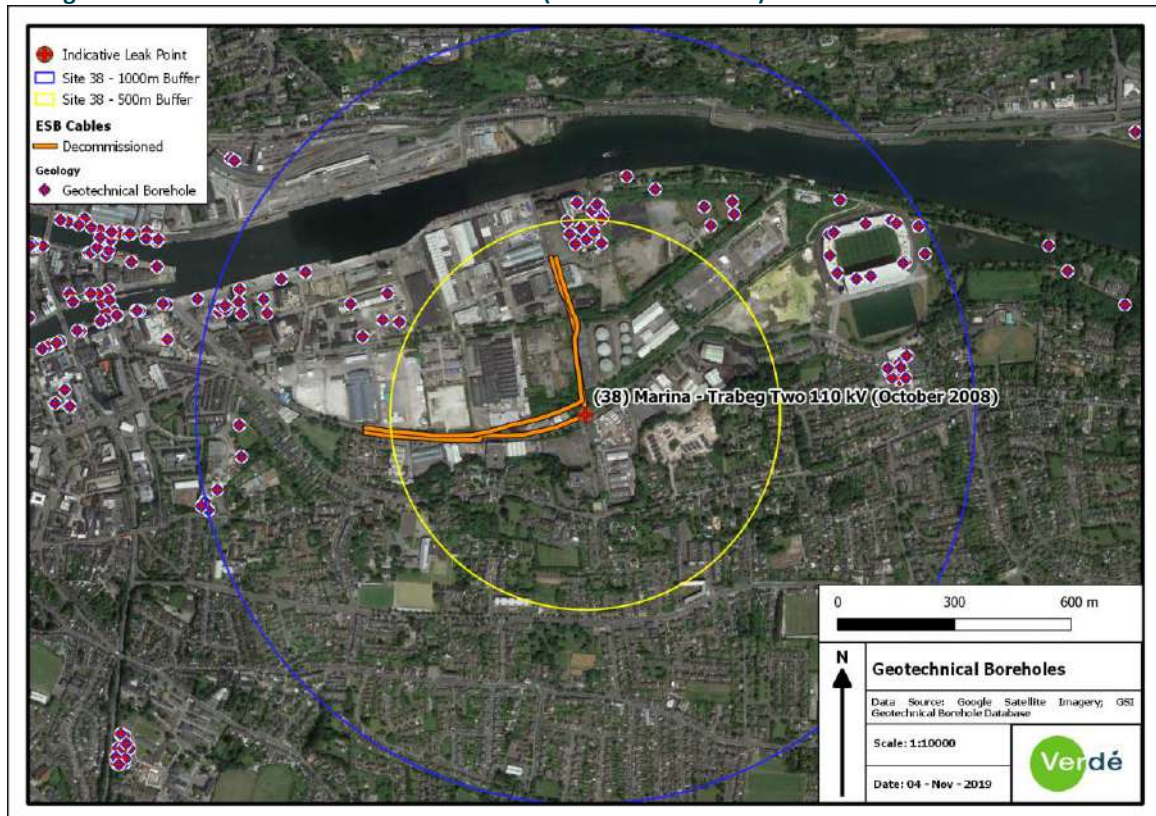 Indicative Leak Point
Site 38 - 1000m Buffer
Site 38 - 500m Buffer
ESB Cables
Decommissioned
Geology
Geotechnical Borehole
(38) Marina - Trabeg Two 110 kV (October 2008)
0 300 600 m
N
Geotechnical Boreholes
Data Source: Google Satellite Imagery; GSI
Geotechnical Borehole Database
Scale: 1:10000
Date: 04 - Nov - 2019
Verdé